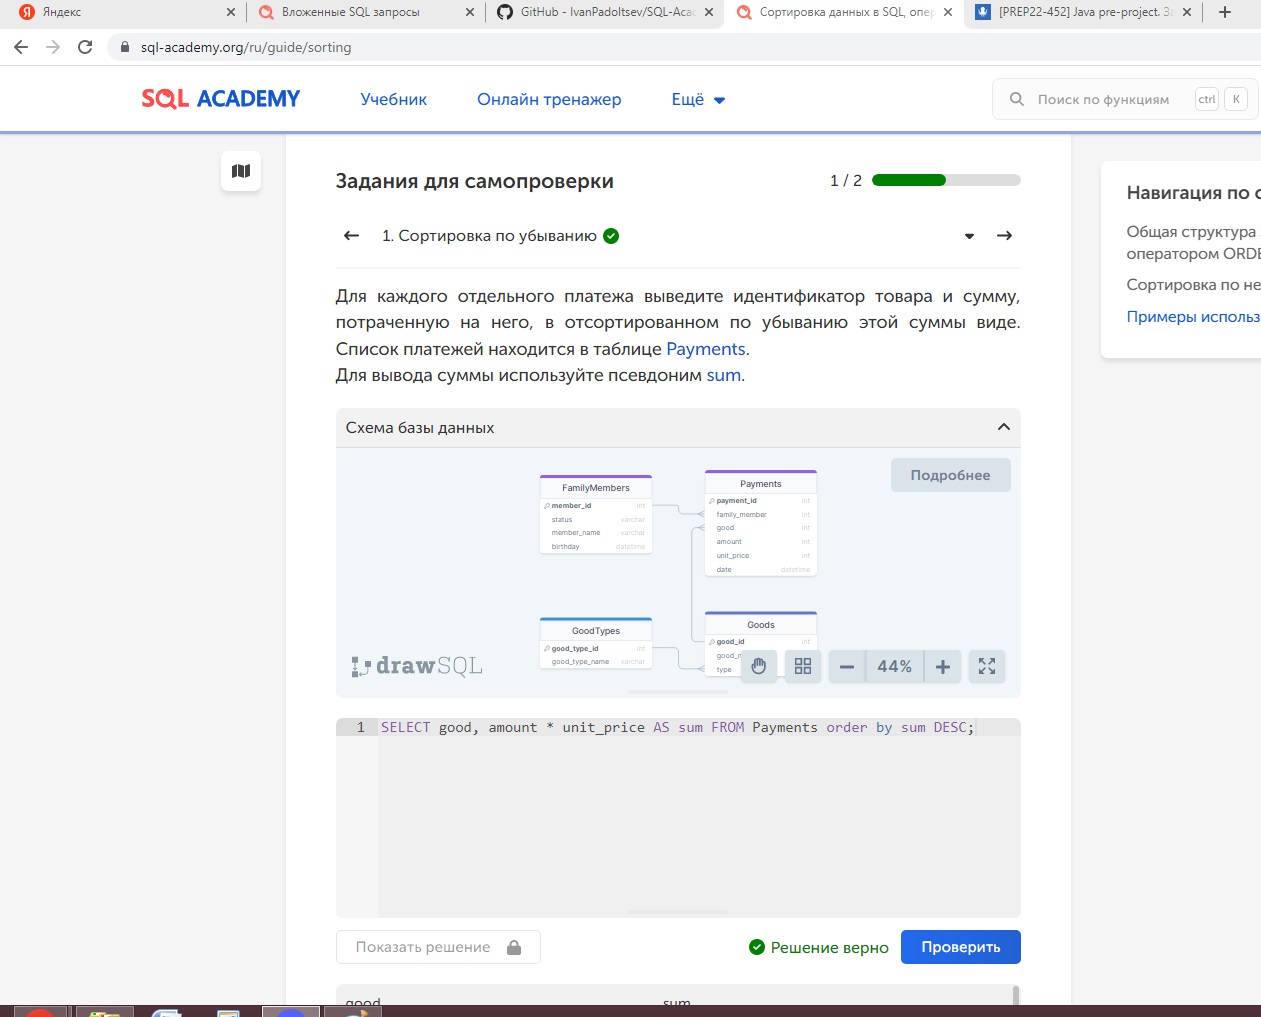 Яндекс
Вложенные SQL запросы
GitHub - IvanPadoltsev/SQL-Acad
Сортировка данных в SQL, опер
[PREP22-452] Java pre-project. За
sql-academy.org/ru/guide/sorting
SQL ACADEMY
Учебник
Онлайн тренажер
Ещё
Поиск по функциям
ctrl
K
Задания для самопроверки
1 / 2
1. Сортировка по убыванию
Для каждого отдельного платежа выведите идентификатор товара и сумму,
потраченную на него, в отсортированном по убыванию этой суммы виде.
Список платежей находится в таблице Payments.
Для вывода суммы используйте псевдоним sum.
Навигация по
Общая структура
оператором ORDE
Сортировка по не
Примеры использ
Схема базы данных
Подробнее
FamilyMembers
member_id int
status varchar
member_name varchar
birthday datetime
Payments
payment_id int
family_member int
good int
amount int
unit_price int
date datetime
GoodTypes
good_type_id int
good_type_name varchar
Goods
good_id int
good_n
type
drawSQL
44%
1 SELECT good, amount * unit_price AS sum FROM Payments order by sum DESC;
Показать решение
Решение верно
Проверить
good sum